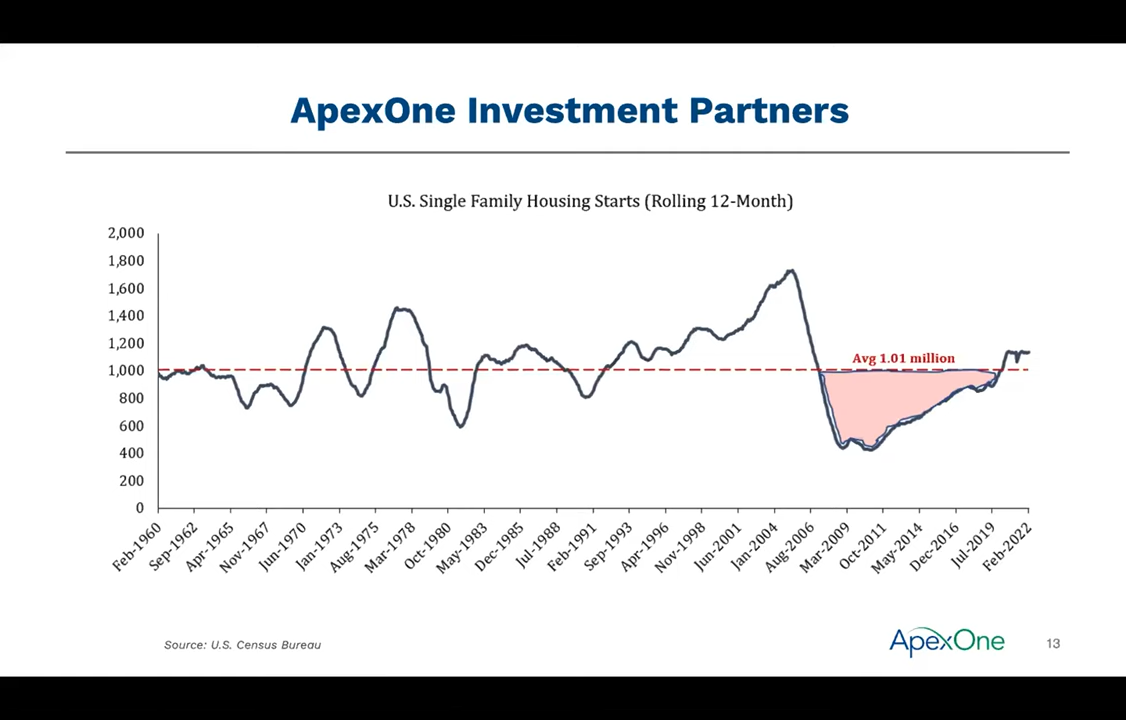 ApexOne Investment Partners
U.S. Single Family Housing Starts (Rolling 12-Month)
2,000
1,800
1,600
1,400
1,200
1,000
800
600
400
200
0
Avg 1.01 million
Feb-1960
Sep-1962
Apr-1965
Nov-1967
Jun-1970
Jan-1973
Aug-1975
Mar-1978
Oct-1980
May-1983
Dec-1985
Jul-1988
Feb-1991
Sep-1993
Apr-1996
Nov-1998
Jun-2001
Jan-2004
Aug-2006
Mar-2009
Oct-2011
May-2014
Dec-2016
Jul-2019
Feb-2022
Source: U.S. Census Bureau
ApexOne
13